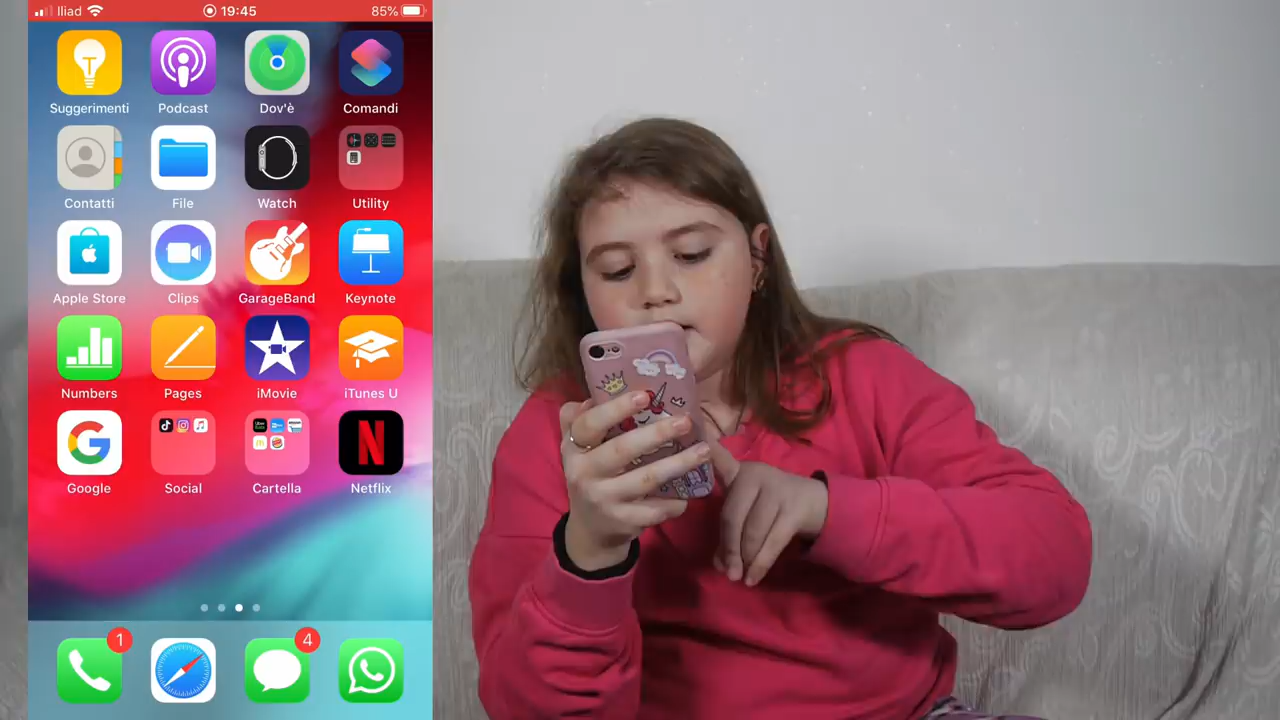 Iliad 19:45 85%
Suggerimenti Podcast Dov'è Comandi
Contatti File Watch Utility
Apple Store Clips GarageBand Keynote
Numbers Pages iMovie iTunes U
Google Social Cartella Netflix
1 4